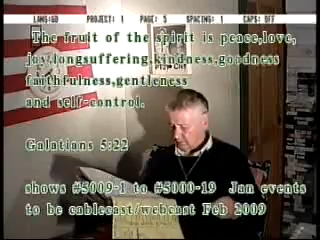 LANG:GD PROJECT: 1 PAGE: 5 SPACING: 1 CAPS: OFF
The fruit of the spirit is peace,love,
joy,longsuffering,kindness,goodness
faithfulness,gentleness
and self-control.
Galatians 5:22
shows #5009-1 to #5000-19 Jan events
to be cablecast/webcast Feb 2009